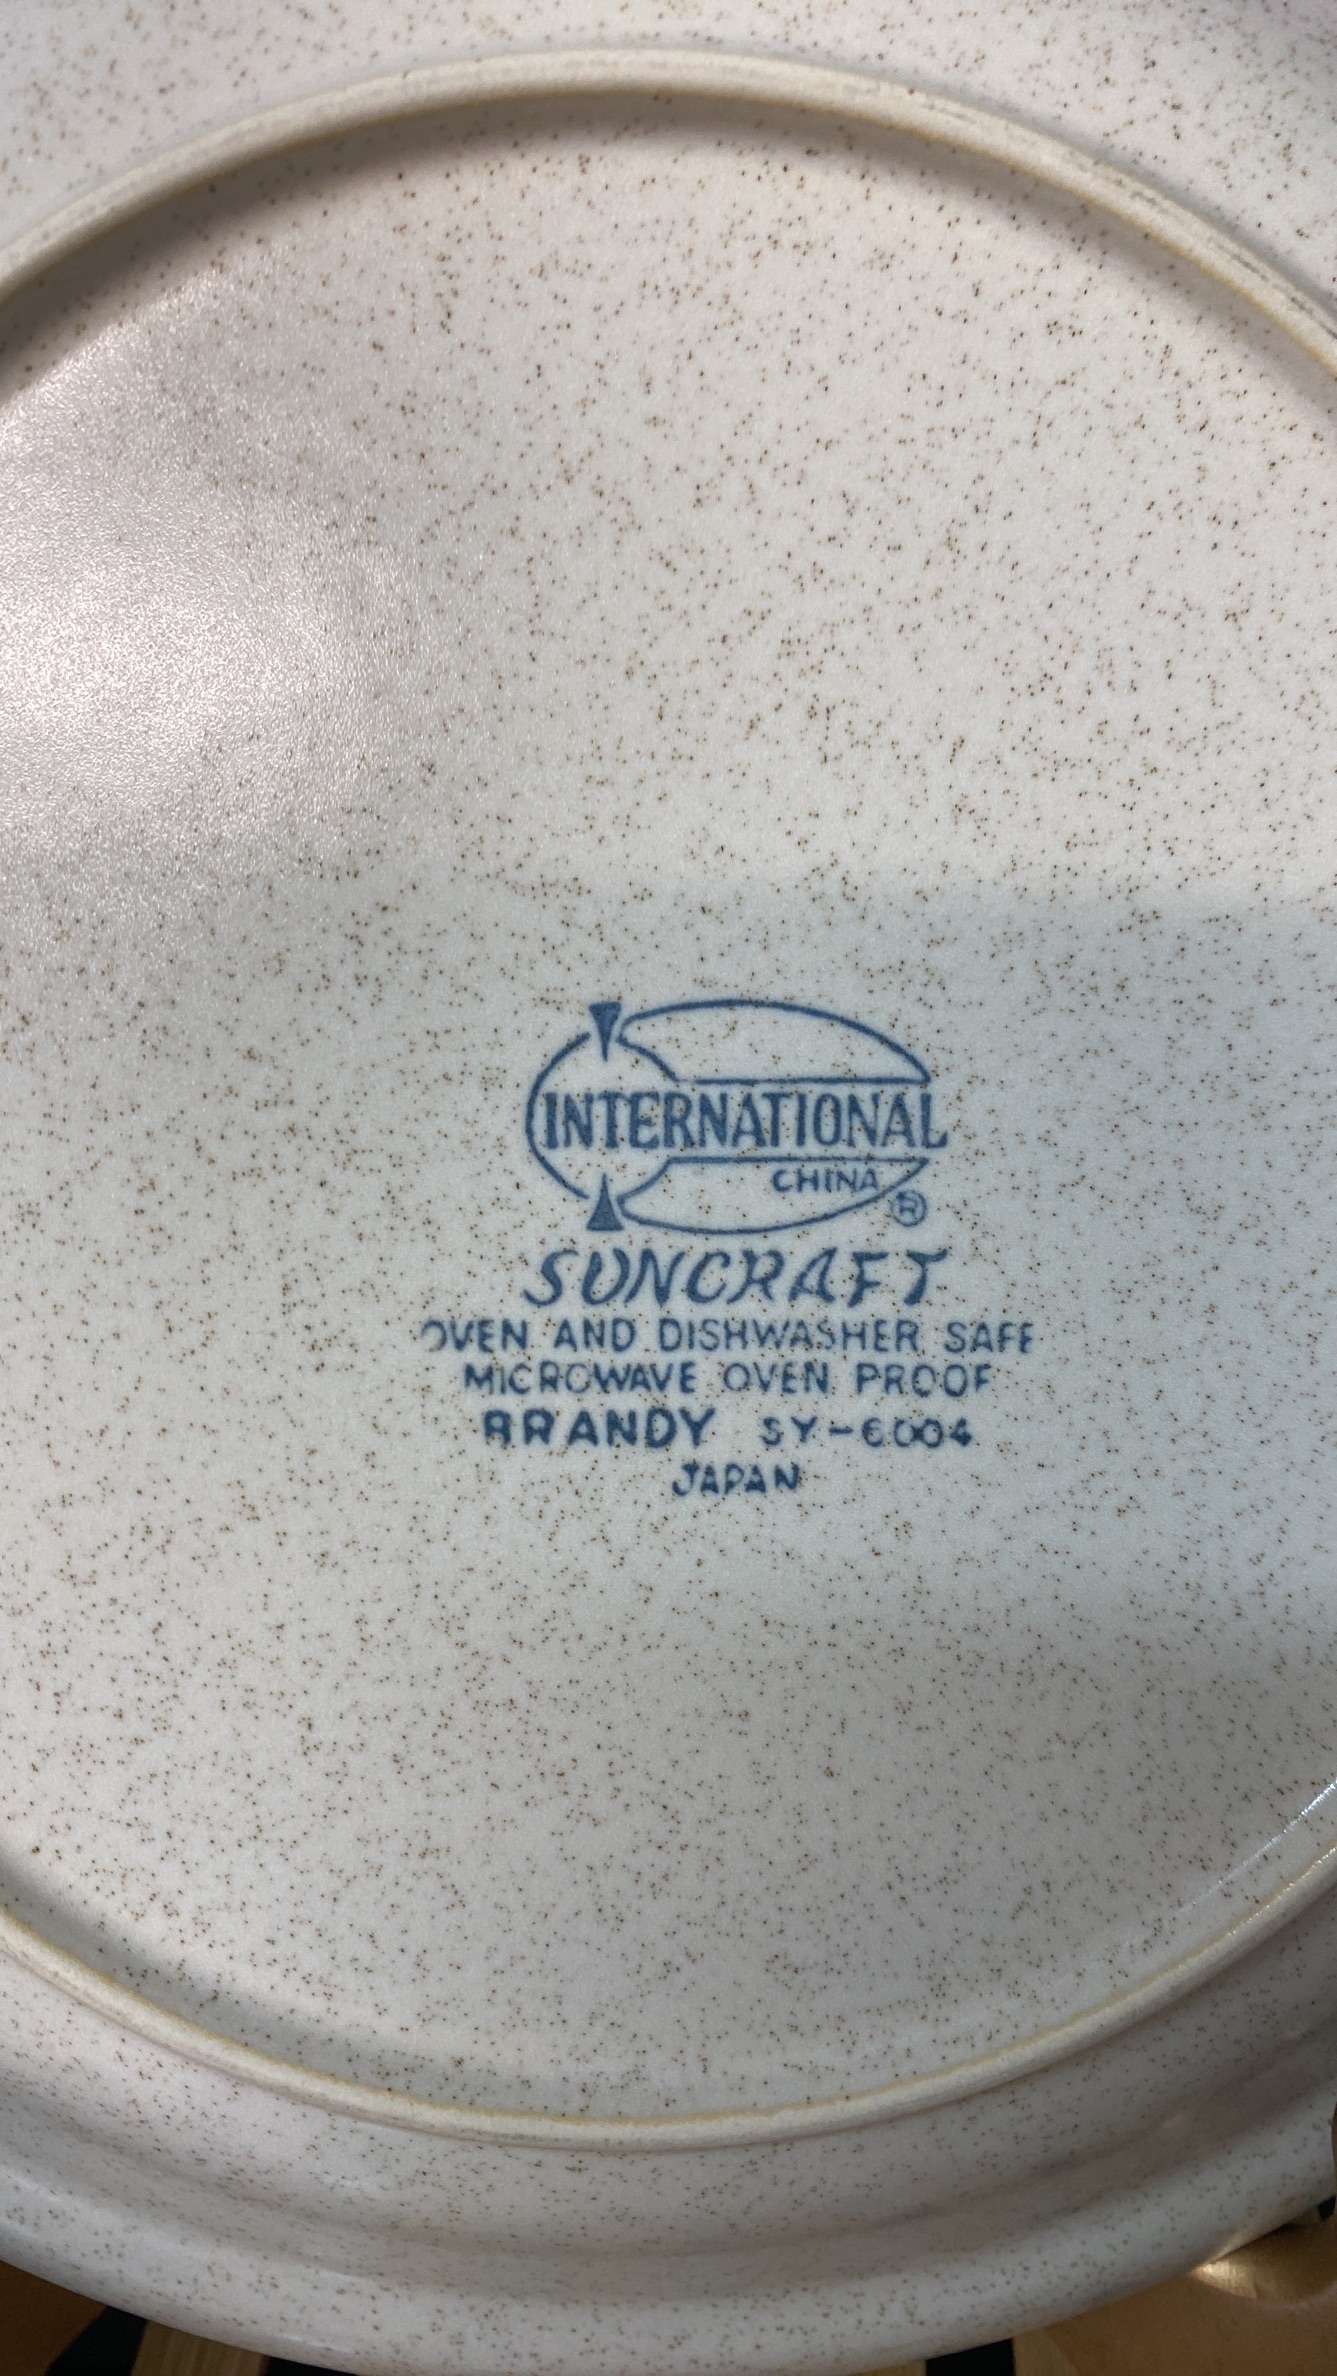 INTERNATIONAL
CHINA
®
SUNCRAFT
OVEN AND DISHWASHER SAFE
MICROWAVE OVEN PROOF
BRANDY SY-6004
JAPAN